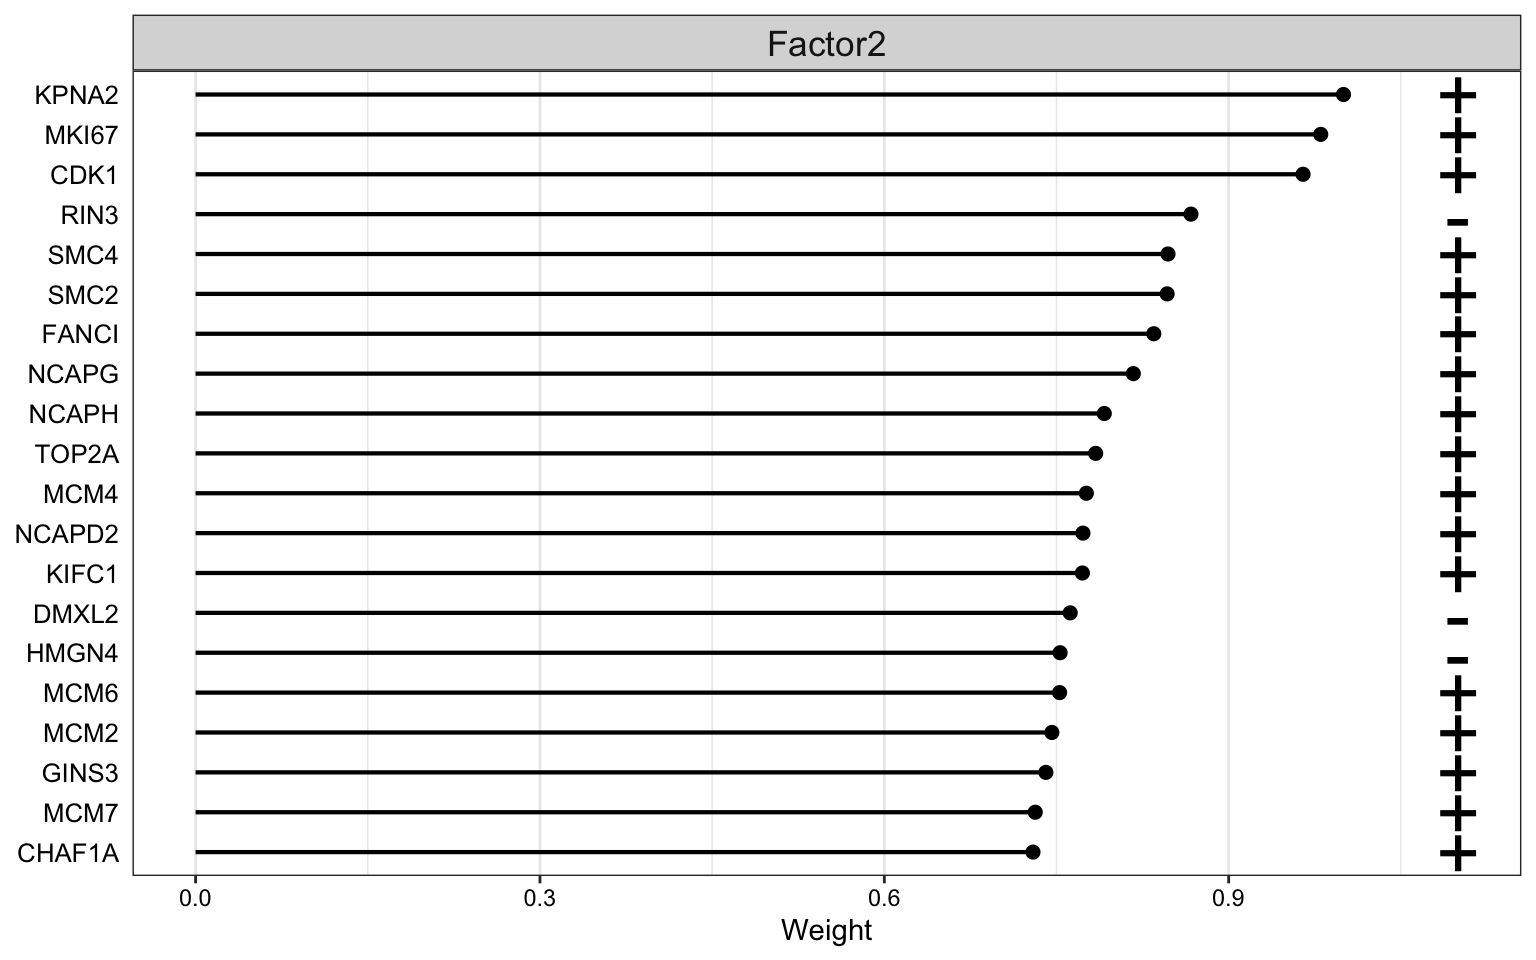 Factor2
KPNA2 +
MKI67 +
CDK1 +
RIN3 -
SMC4 +
SMC2 +
FANCI +
NCAPG +
NCAPH +
TOP2A +
MCM4 +
NCAPD2 +
KIFC1 +
DMXL2 -
HMGN4 -
MCM6 +
MCM2 +
GINS3 +
MCM7 +
CHAF1A +
0.0 0.3 0.6 0.9
Weight